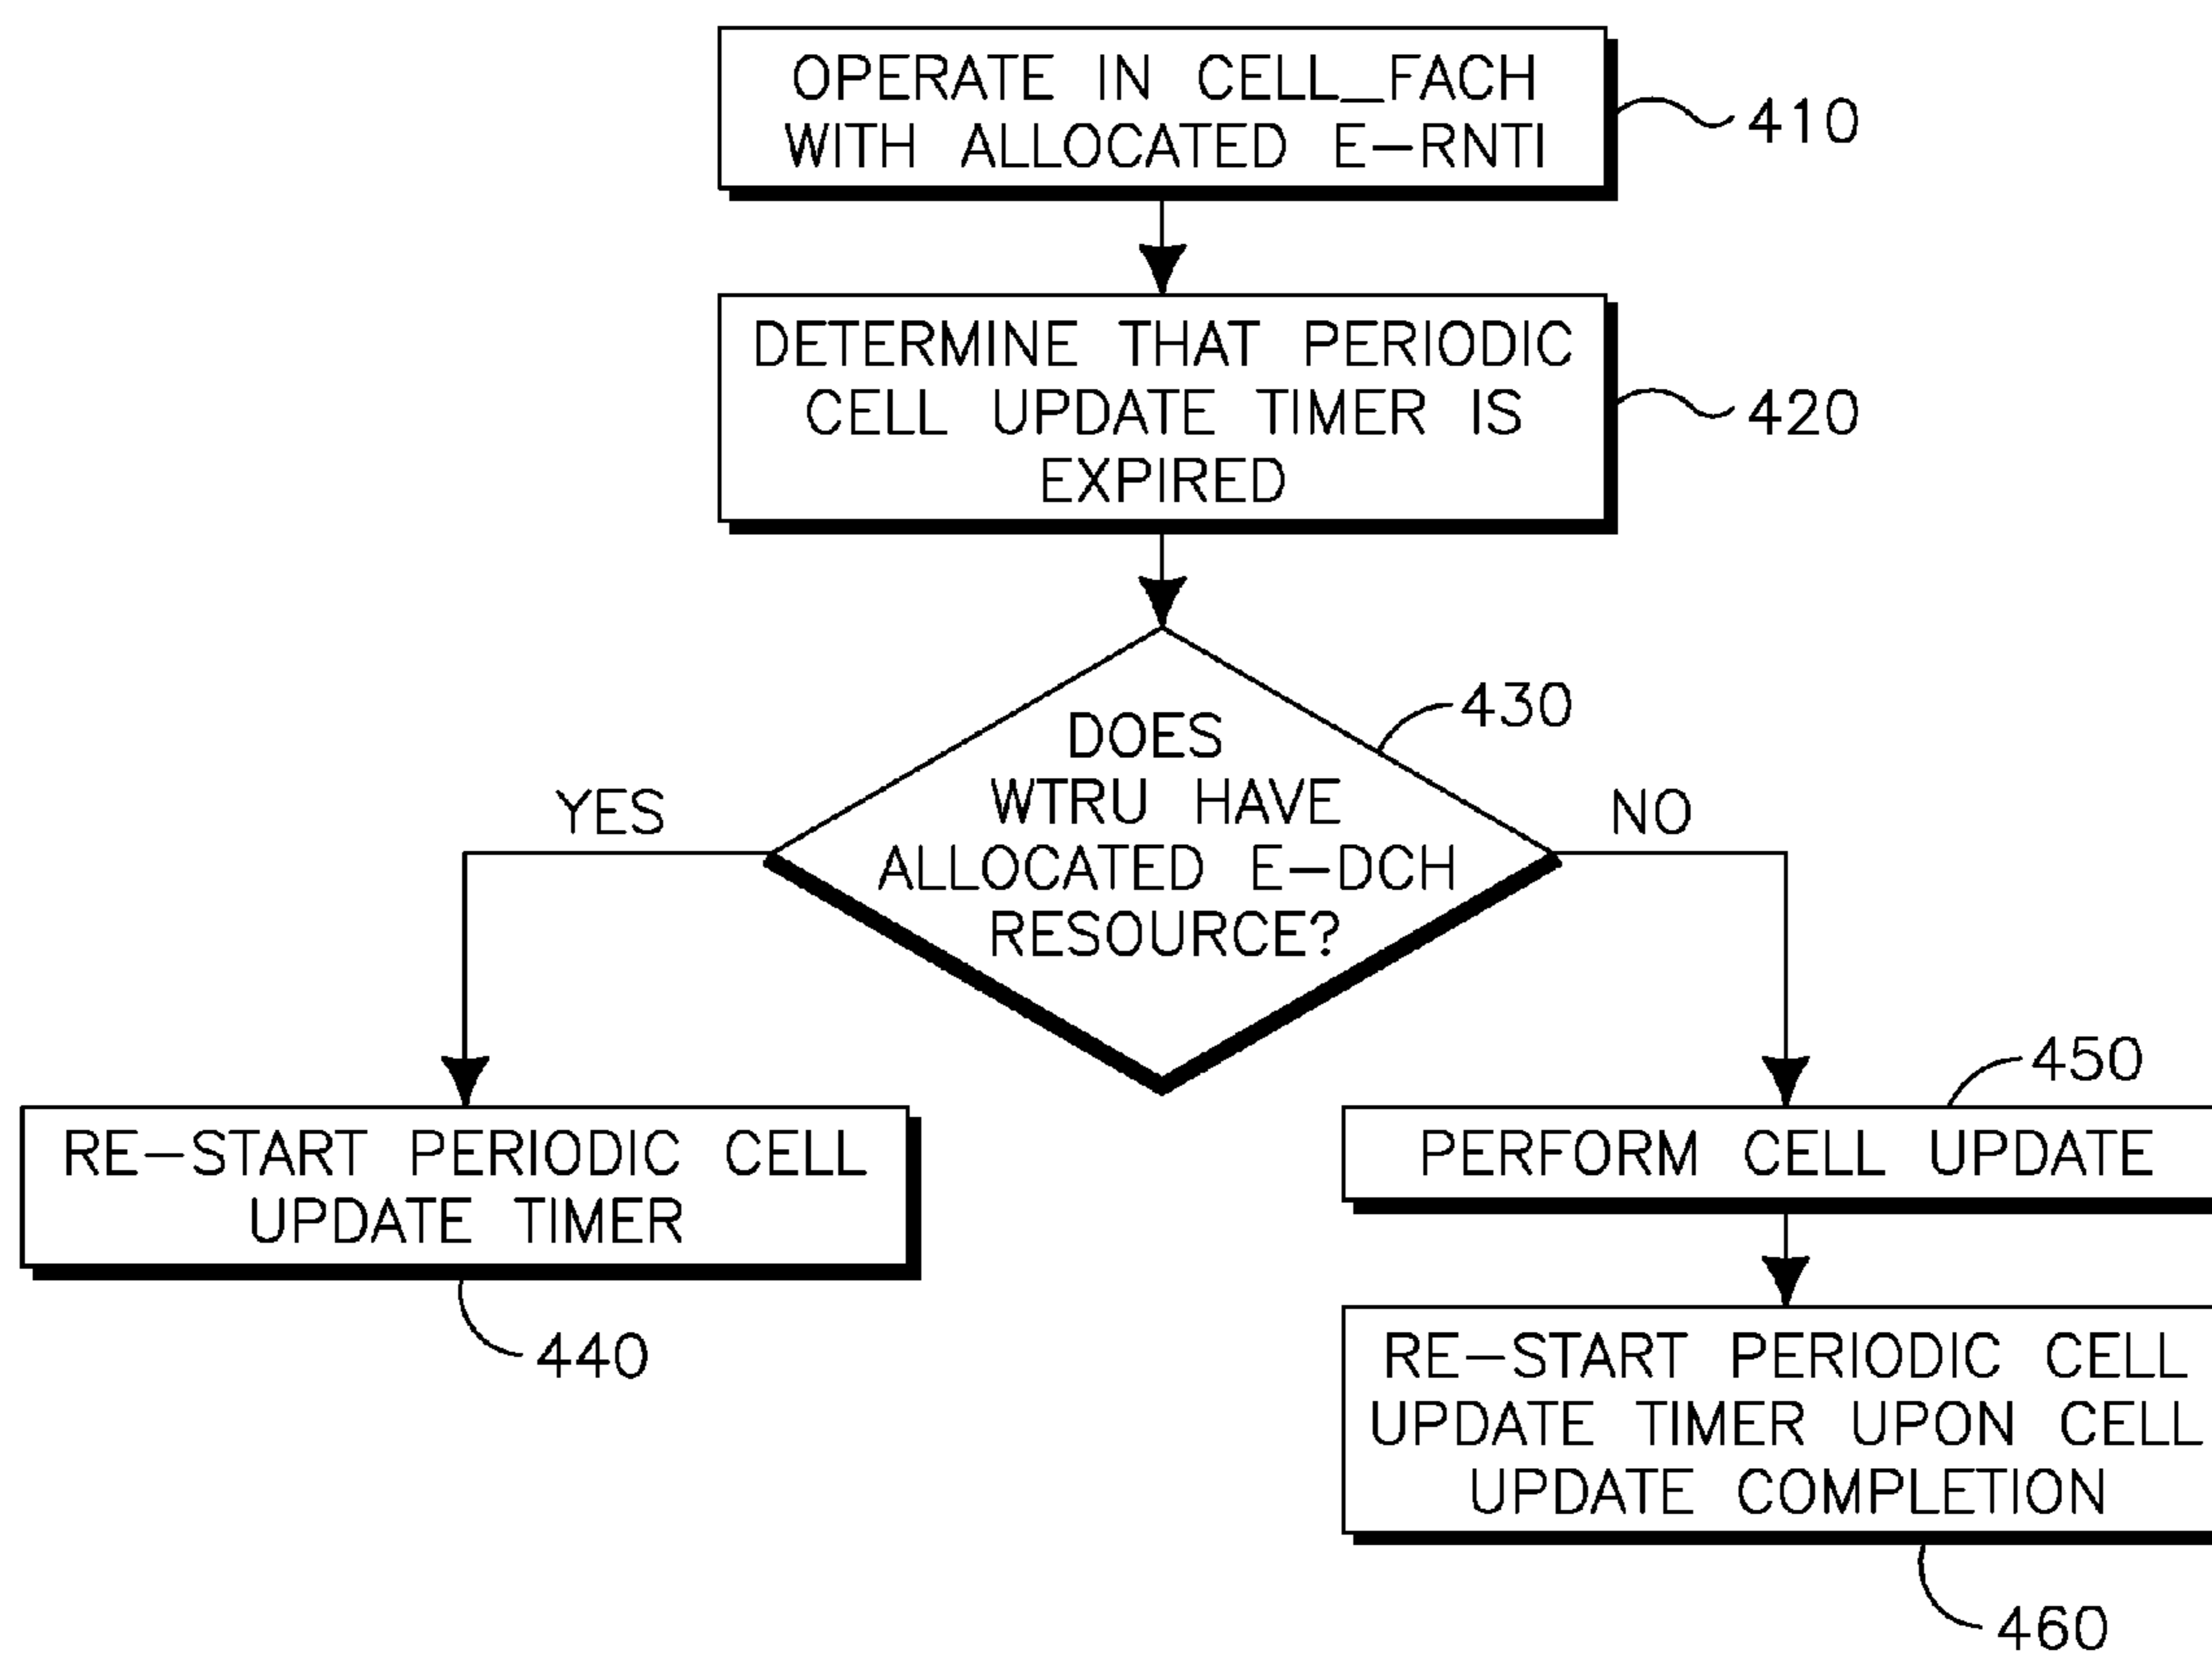 OPERATE IN CELL_FACH
WITH ALLOCATED E-RNTI
410
DETERMINE THAT PERIODIC
CELL UPDATE TIMER IS
EXPIRED
420
DOES
WTRU HAVE
ALLOCATED E-DCH
RESOURCE?
430
YES
NO
RE-START PERIODIC CELL
UPDATE TIMER
440
450
PERFORM CELL UPDATE
RE-START PERIODIC CELL
UPDATE TIMER UPON CELL
UPDATE COMPLETION
460